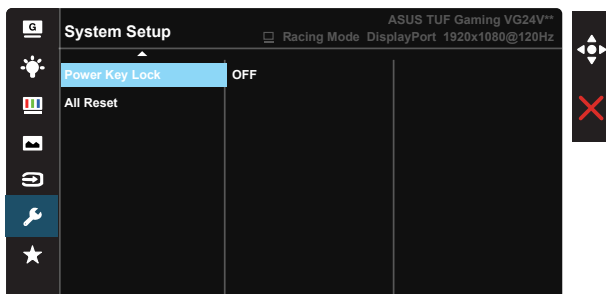 G
System Setup
ASUS TUF Gaming VG24V**
Racing Mode DisplayPort 1920x1080@120Hz
Power Key Lock OFF
All Reset